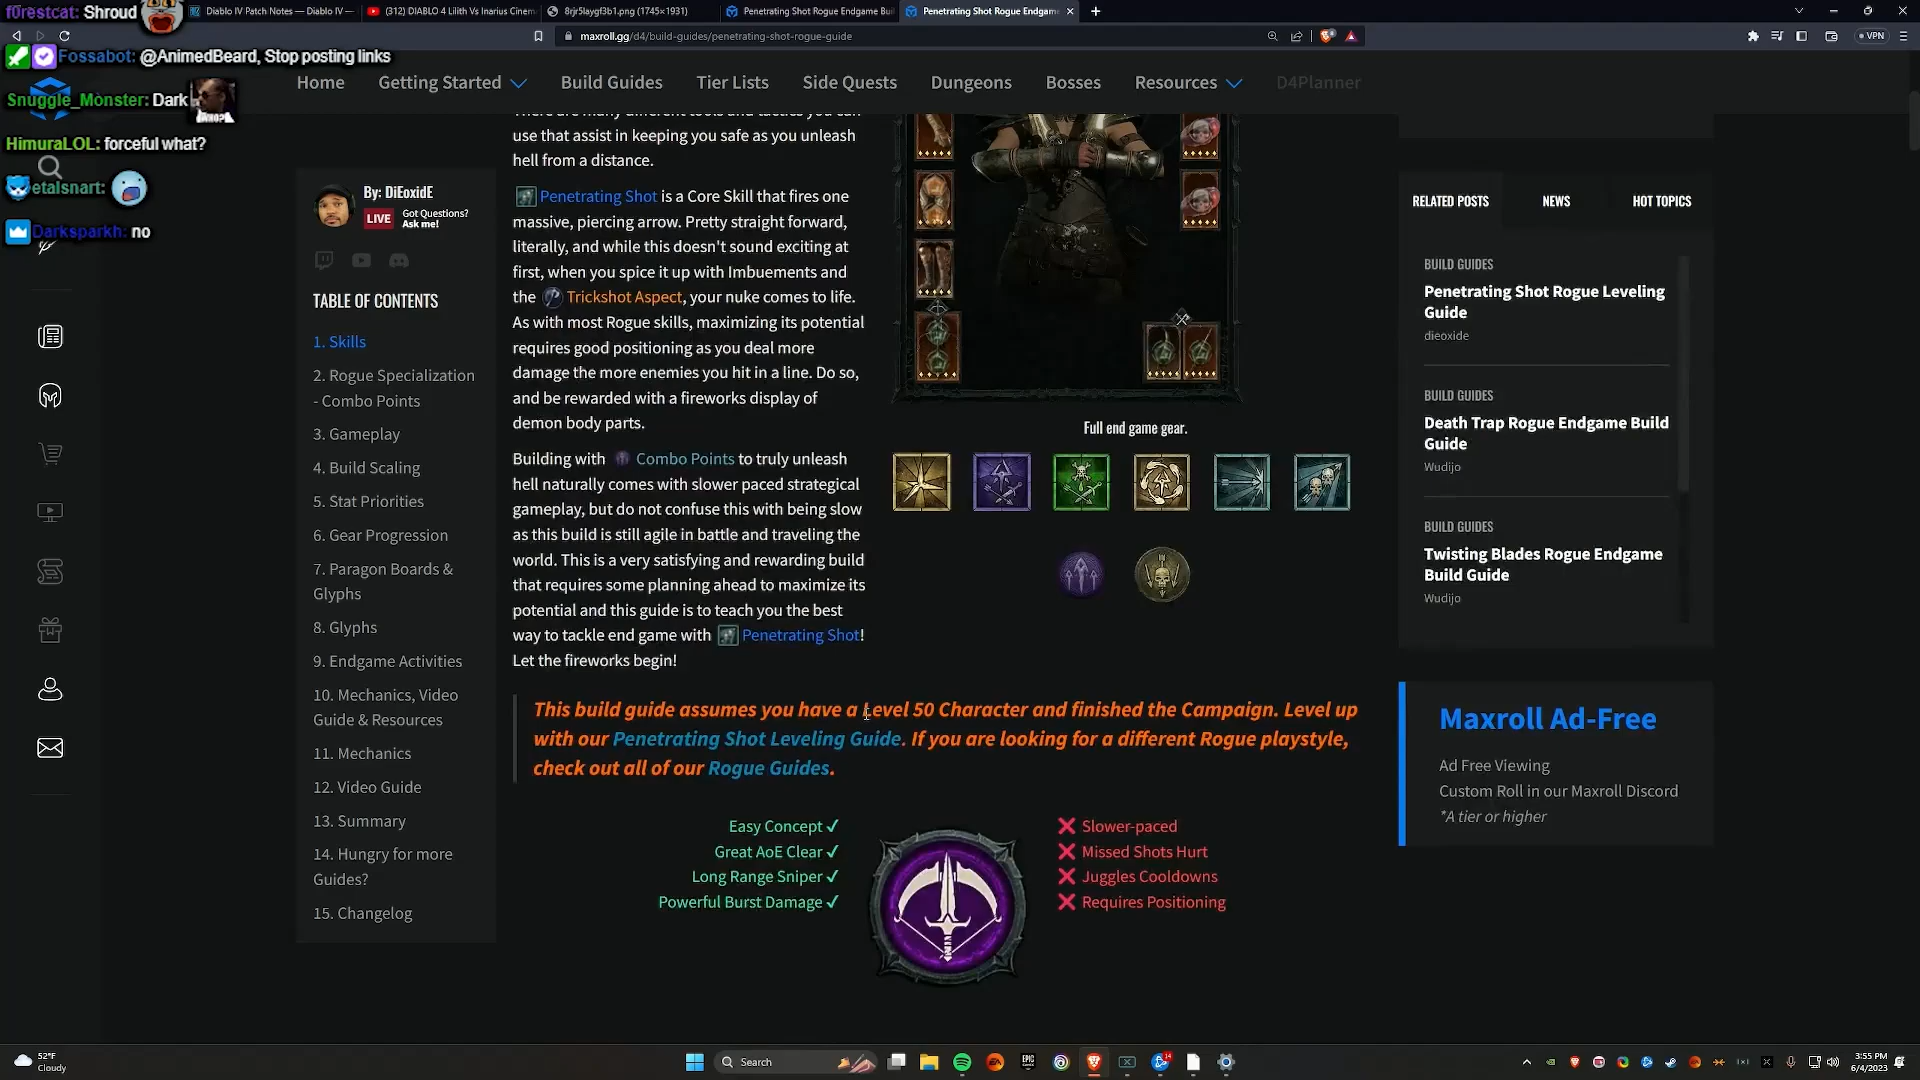 f0restcat: Shroud
Diablo IV Patch Notes — Diablo IV —
(312) DIABLO 4 Lilith Vs Inarius Cinem
8rjr5laygf3b1.png (1745×1931)
Penetrating Shot Rogue Endgame Bui
Penetrating Shot Rogue Endgame
maxroll.gg/d4/build-guides/penetrating-shot-rogue-guide
VPN
Fossabot: @AnimedBeard, Stop posting links
Snuggle_Monster: Dark
WHO?
HimuraLOL: forceful what?
etalsnart:
Darksparkh: no
Home
Getting Started
Build Guides
Tier Lists
Side Quests
Dungeons
Bosses
Resources
D4Planner
By: DiEoxidE
LIVE
Got Questions?
Ask me!
TABLE OF CONTENTS
1. Skills
2. Rogue Specialization
- Combo Points
3. Gameplay
4. Build Scaling
5. Stat Priorities
6. Gear Progression
7. Paragon Boards &
Glyphs
8. Glyphs
9. Endgame Activities
10. Mechanics, Video
Guide & Resources
11. Mechanics
12. Video Guide
13. Summary
14. Hungry for more
Guides?
15. Changelog
There are many different tools and tactics you can
use that assist in keeping you safe as you unleash
hell from a distance.
Penetrating Shot is a Core Skill that fires one
massive, piercing arrow. Pretty straight forward,
literally, and while this doesn't sound exciting at
first, when you spice it up with Imbuements and
the Trickshot Aspect, your nuke comes to life.
As with most Rogue skills, maximizing its potential
requires good positioning as you deal more
damage the more enemies you hit in a line. Do so,
and be rewarded with a fireworks display of
demon body parts.
Building with Combo Points to truly unleash
hell naturally comes with slower paced strategical
gameplay, but do not confuse this with being slow
as this build is still agile in battle and traveling the
world. This is a very satisfying and rewarding build
that requires some planning ahead to maximize its
potential and this guide is to teach you the best
way to tackle end game with Penetrating Shot!
Let the fireworks begin!
Full end game gear.
This build guide assumes you have a Level 50 Character and finished the Campaign. Level up
with our Penetrating Shot Leveling Guide. If you are looking for a different Rogue playstyle,
check out all of our Rogue Guides.
Easy Concept ✓
Great AoE Clear ✓
Long Range Sniper ✓
Powerful Burst Damage ✓
❌ Slower-paced
❌ Missed Shots Hurt
❌ Juggles Cooldowns
❌ Requires Positioning
RELATED POSTS
NEWS
HOT TOPICS
BUILD GUIDES
Penetrating Shot Rogue Leveling
Guide
dieoxide
BUILD GUIDES
Death Trap Rogue Endgame Build
Guide
Wudijo
BUILD GUIDES
Twisting Blades Rogue Endgame
Build Guide
Wudijo
Maxroll Ad-Free
Ad Free Viewing
Custom Roll in our Maxroll Discord
*A tier or higher
52°F
Cloudy
Search
EPIC
EA
14
3:55 PM
6/4/2023